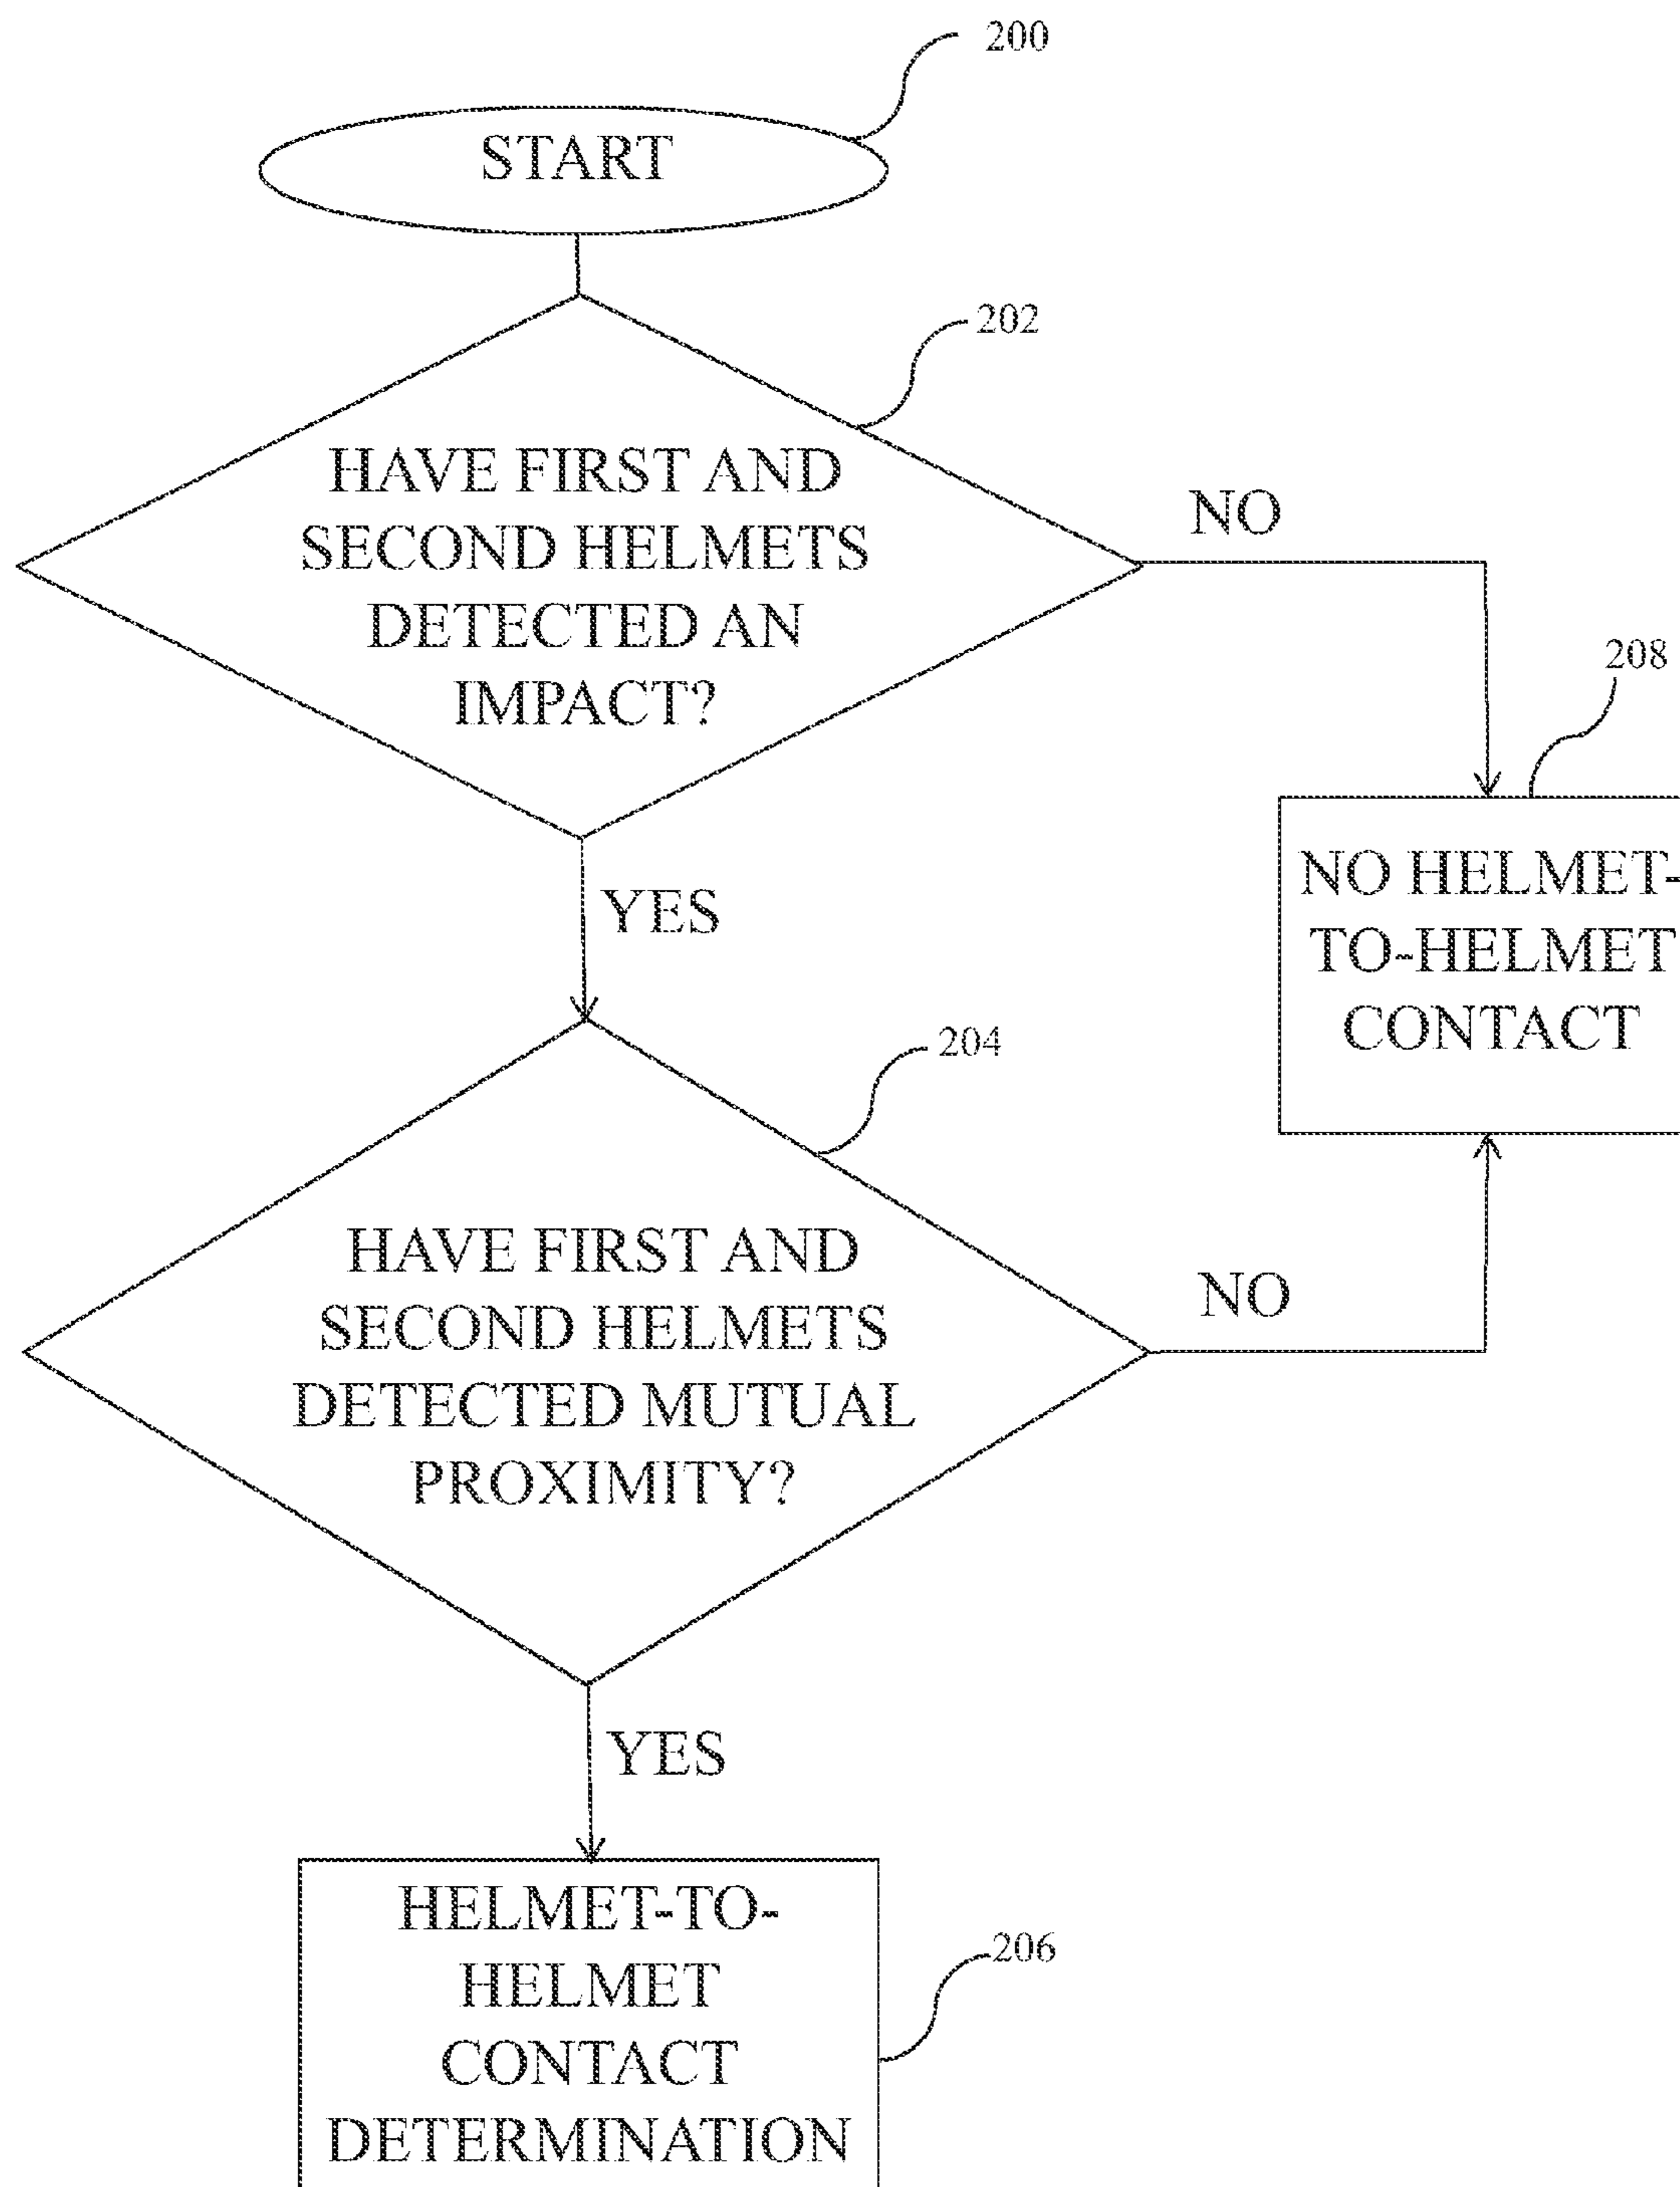 200
START
202
HAVE FIRST AND
SECOND HELMETS
DETECTED AN
IMPACT?
NO
208
NO HELMET-
TO-HELMET
CONTACT
YES
204
HAVE FIRST AND
SECOND HELMETS
DETECTED MUTUAL
PROXIMITY?
NO
YES
HELMET-TO-
HELMET
CONTACT
DETERMINATION
206